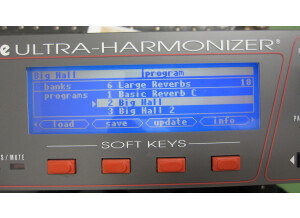 e ULTRA-HARMONIZER®
Big Hall program
banks 6 Large Reverbs 18
programs 1 Basic Reverb C
2 Big Hall
3 Big Hall 2
load save update info
S/MUTE
SOFT KEYS